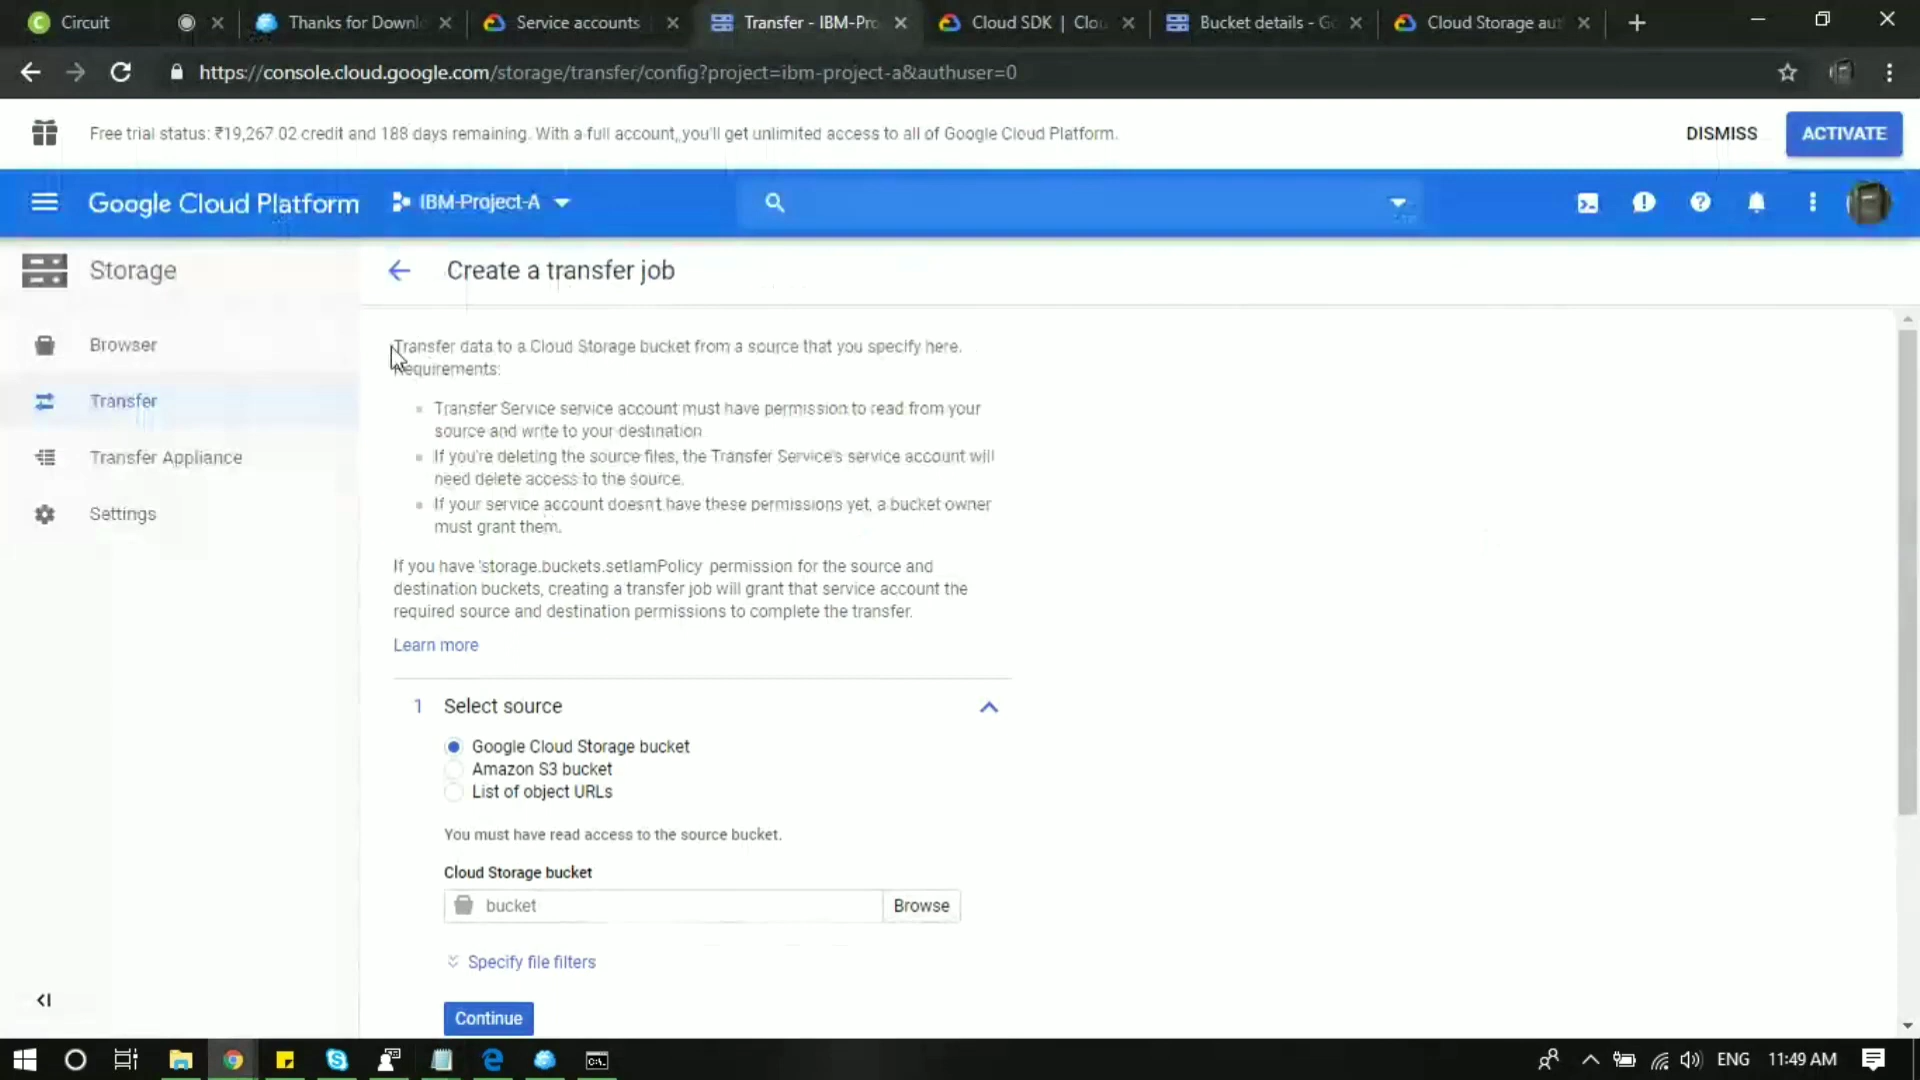 Circuit
Thanks for Downl
Service accounts
Transfer - IBM-Pro
Cloud SDK | Clou
Bucket details - Go
Cloud Storage aut
https://console.cloud.google.com/storage/transfer/config?project=ibm-project-a&authuser=0
Free trial status: ₹19,267.02 credit and 188 days remaining. With a full account, you'll get unlimited access to all of Google Cloud Platform.
DISMISS
ACTIVATE
Google Cloud Platform
IBM-Project-A
Storage
Create a transfer job
Browser
Transfer
Transfer Appliance
Settings
Transfer data to a Cloud Storage bucket from a source that you specify here.
Requirements:
Transfer Service service account must have permission to read from your
source and write to your destination
If you're deleting the source files, the Transfer Service's service account will
need delete access to the source.
If your service account doesn't have these permissions yet, a bucket owner
must grant them.
If you have 'storage.buckets.setIamPolicy' permission for the source and
destination buckets, creating a transfer job will grant that service account the
required source and destination permissions to complete the transfer.
Learn more
1 Select source
Google Cloud Storage bucket
Amazon S3 bucket
List of object URLs
You must have read access to the source bucket.
Cloud Storage bucket
bucket
Browse
Specify file filters
Continue
ENG
11:49 AM